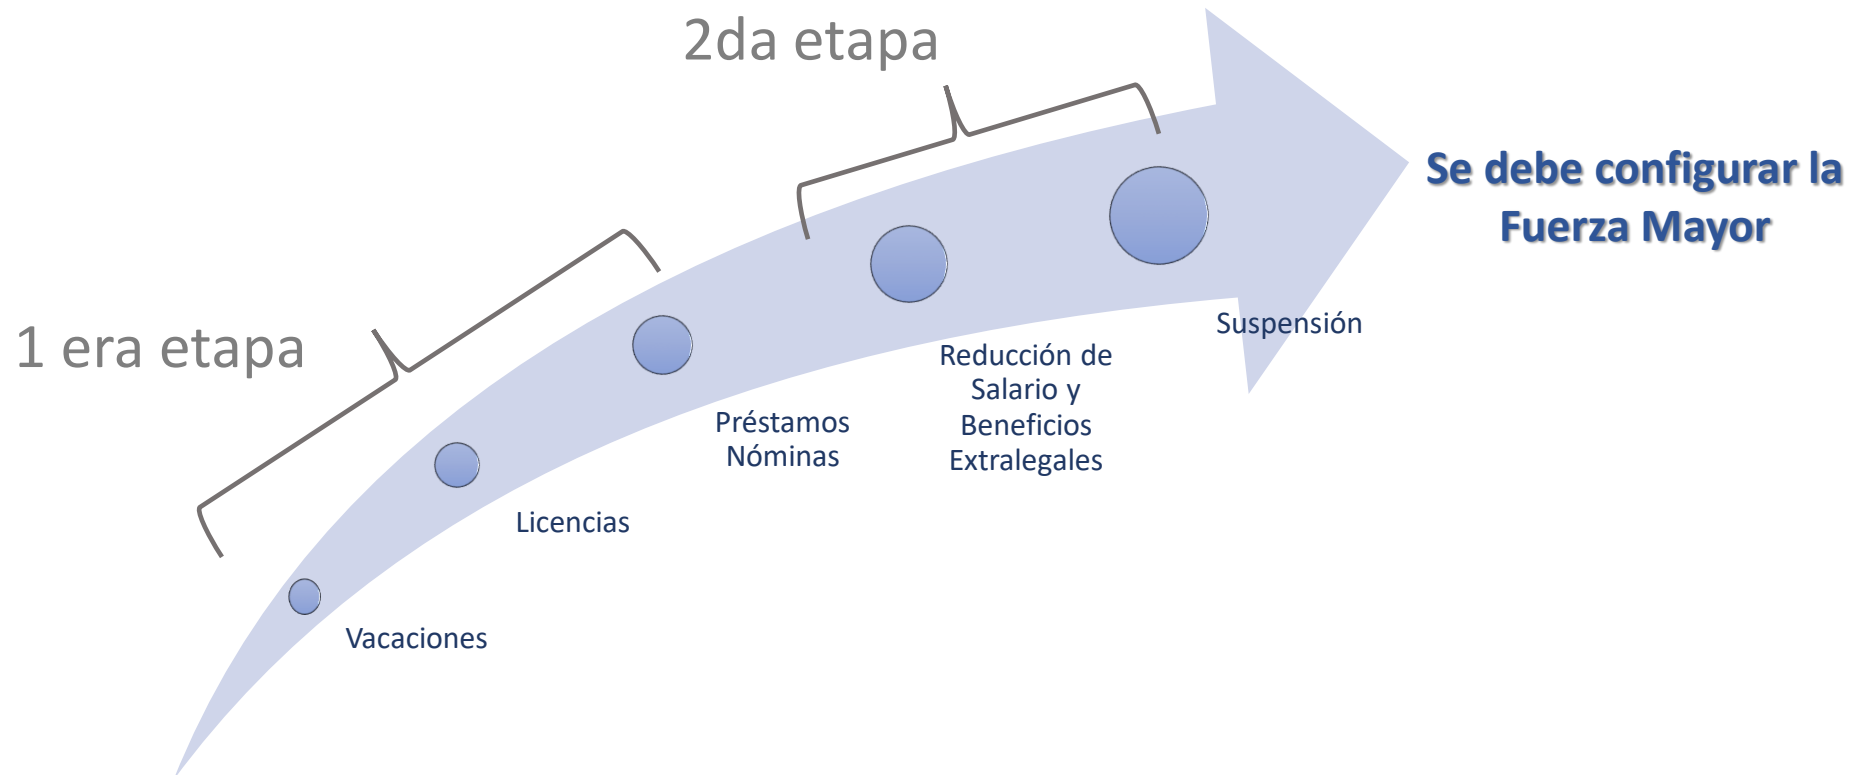 2da etapa
Se debe configurar la
Fuerza Mayor
1 era etapa
Suspensión
Reducción de
Salario y
Beneficios
Extralegales
Préstamos
Nóminas
Licencias
Vacaciones